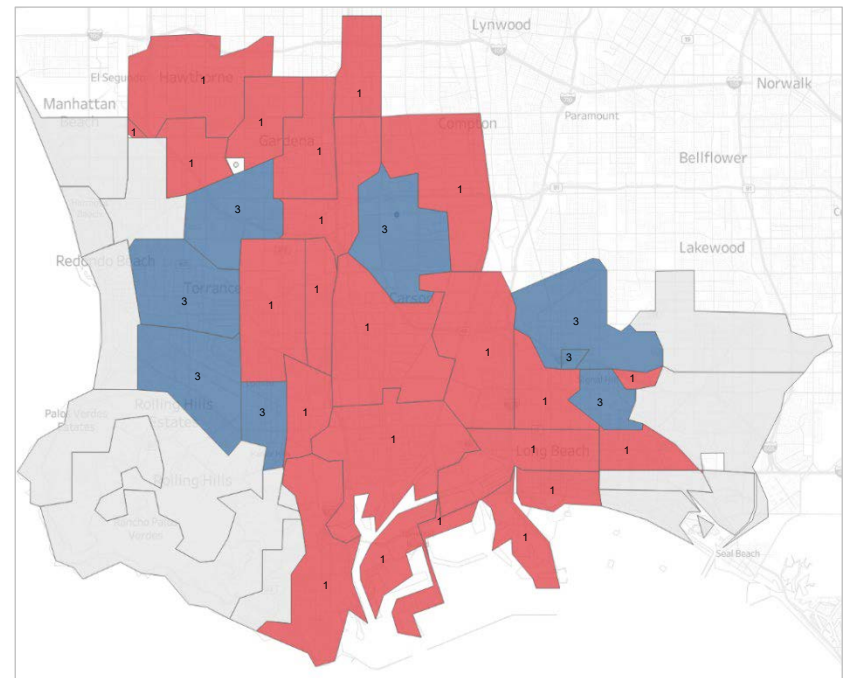 Lynwood
El Segundo
Hawthorne
1
Norwalk
Manhattan
Beach
1
Paramount
Compton
1
Gardena
1
1
1
Bellflower
1
3
1
3
Lakewood
Redondo Beach
Torrance
1
3
1
Carson
1
3
1
3
3
1
3
Rolling Hills
Estates
3
1
1
3
Palos Verdes
Estates
1
1
Long Beach
1
Rolling Hills
1
Rancho Palos
Verdes
1
1
Seal Beach
1
1